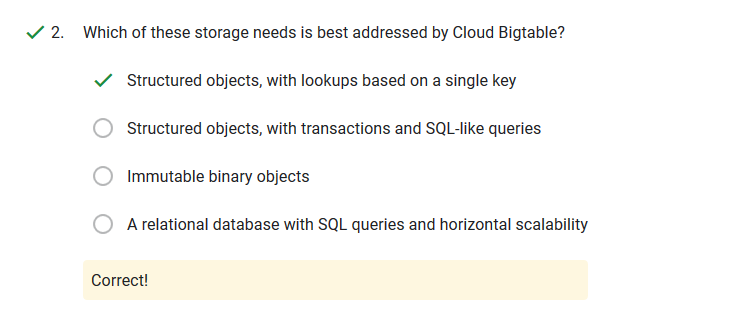 2. Which of these storage needs is best addressed by Cloud Bigtable?
Structured objects, with lookups based on a single key
Structured objects, with transactions and SQL-like queries
Immutable binary objects
A relational database with SQL queries and horizontal scalability
Correct!